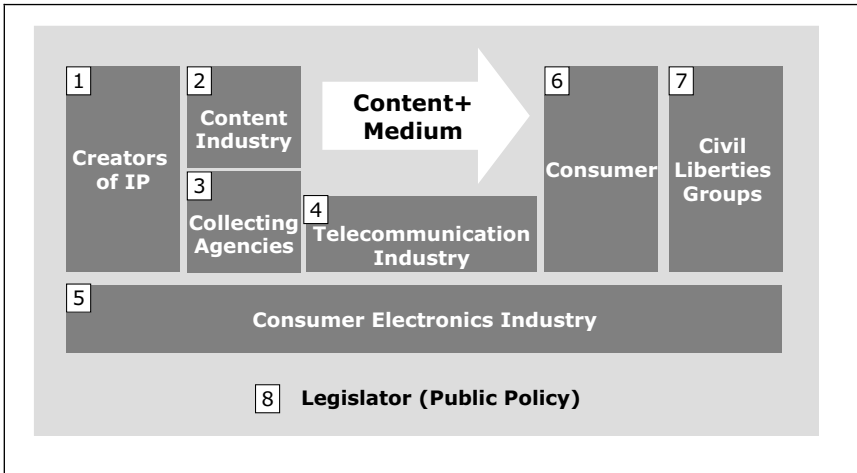 1
Creators
of IP
2
Content
Industry
3
Collecting
Agencies
Content+
Medium
4
Telecommunication
Industry
6
Consumer
7
Civil
Liberties
Groups
5
Consumer Electronics Industry
8 Legislator (Public Policy)